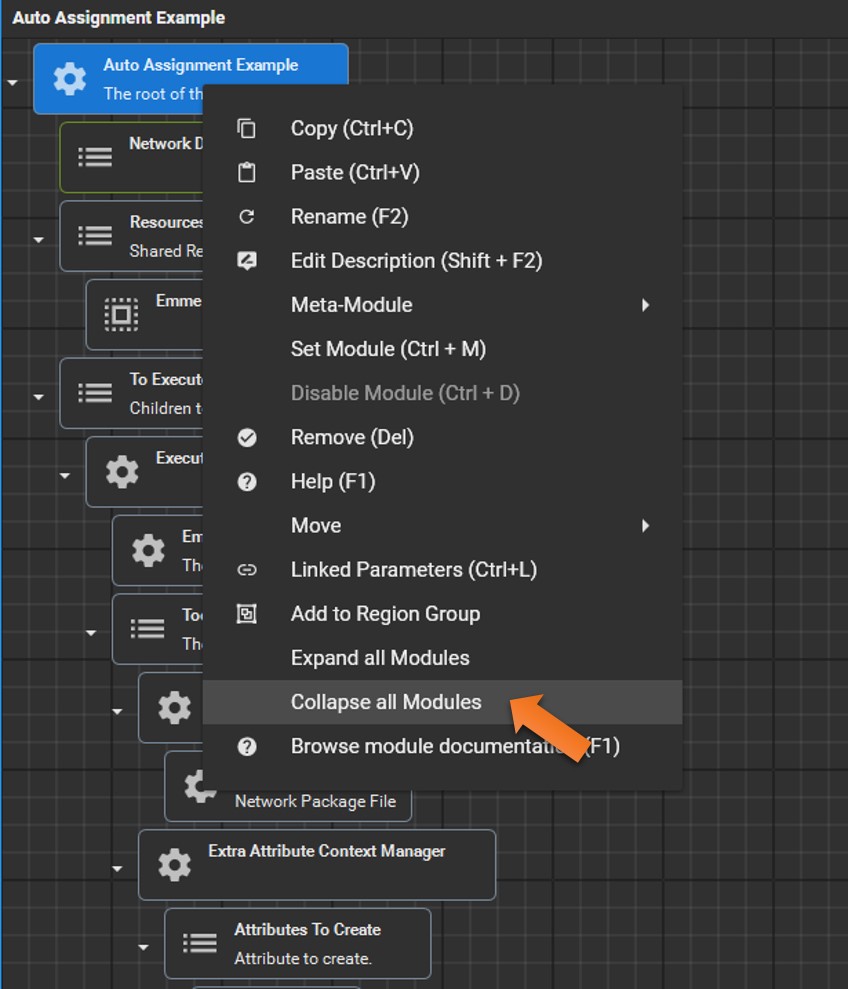 Auto Assignment Example
Auto Assignment Example
The root of th
Network D
Resources
Shared Re
Emme
To Execut
Children t
Execut
Em
The
Too
The
Copy (Ctrl+C)
Paste (Ctrl+V)
Rename (F2)
Edit Description (Shift + F2)
Meta-Module
Set Module (Ctrl + M)
Disable Module (Ctrl + D)
Remove (Del)
Help (F1)
Move
Linked Parameters (Ctrl+L)
Add to Region Group
Expand all Modules
Collapse all Modules
Browse module documentati (F1)
Network Package File
Extra Attribute Context Manager
Attributes To Create
Attribute to create.